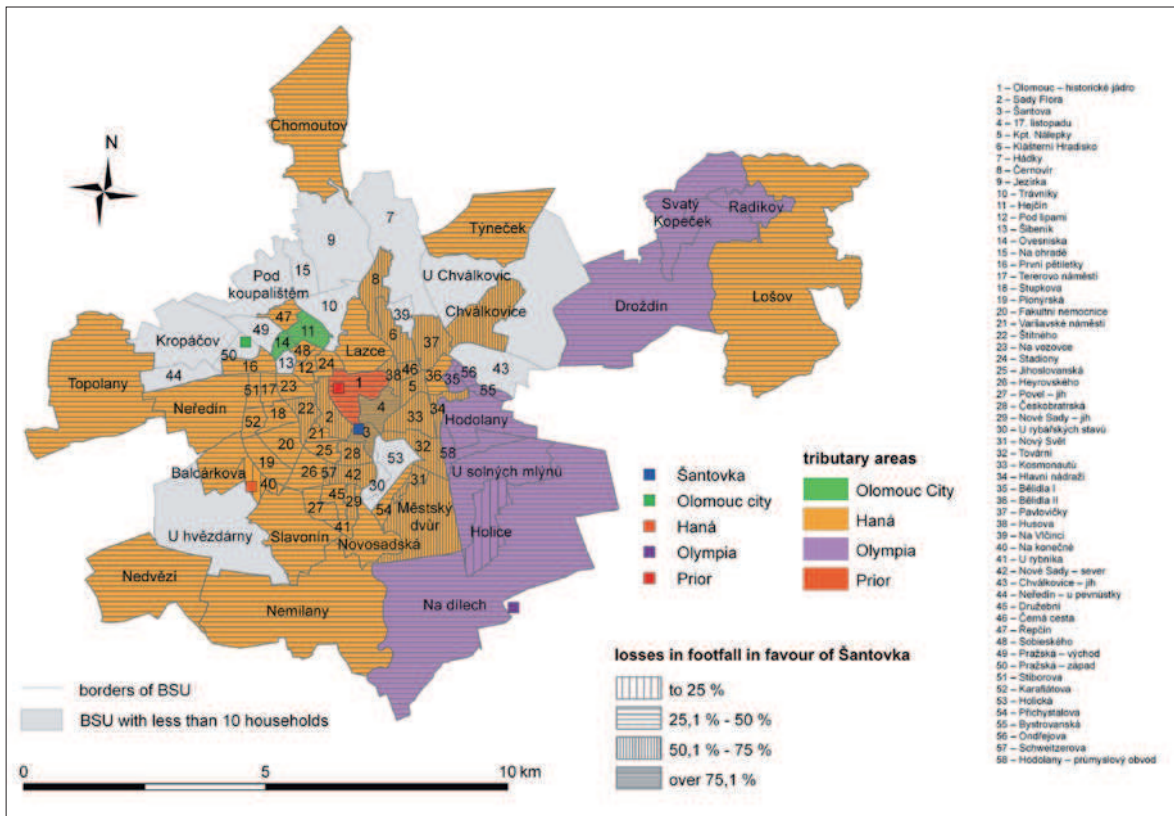 N
Chomoutov
7
9
Týneček
Svatý
Kopeček
Radíkov
15
8
U Chválkovic
Pod
koupalištěm
10
39
Chválkovice
Droždín
Lošov
47
11
49
Kropáčov
14
6
37
Lazce
50
48
13
12
24
46
16
38
36
56
43
44
35
55
Topolany
1
5
51
17
23
Neředín
18
22
2
4
33
34
Hodolany
52
21
3
20
25
28
53
32
58
U solných mlýnů
Balcárkova
19
26
57
42
40
30
31
45
29
27
54
Městský
dvůr
Holice
41
U hvězdárny
Slavonín
Novosadská
Nedvězí
Nemilany
Na dílech
Šantovka
Olomouc city
Haná
Olympia
Prior
tributary areas
Olomouc City
Haná
Olympia
Prior
losses in footfall in favour of Šantovka
to 25 %
25,1 % - 50 %
50,1 % - 75 %
over 75,1 %
borders of BSU
BSU with less than 10 households
0
5
10 km
1 – Olomouc – historické jádro
2 – Sady Flora
3 – Šantova
4 – 17. listopadu
5 – Kpt. Nálepky
6 – Klášterní Hradisko
7 – Hádky
8 – Černovír
9 – Jezírka
10 – Trávníky
11 – Hejčín
12 – Pod lipami
13 – Šibeník
14 – Ovesniska
15 – Na ohradě
16 – První pětiletky
17 – Tererovo náměstí
18 – Stupkova
19 – Pionýrská
20 – Fakultní nemocnice
21 – Varšavské náměstí
22 – Štítného
23 – Na vozovce
24 – Stadiony
25 – Jihoslovanská
26 – Heyrovského
27 – Povel – jih
28 – Českobratrská
29 – Nové Sady – jih
30 – U rybářských stavů
31 – Nový Svět
32 – Tovární
33 – Kosmonautů
34 – Hlavní nádraží
35 – Bělidla I
36 – Bělidla II
37 – Pavlovičky
38 – Husova
39 – Na Vlčinci
40 – Na konečné
41 – U rybníka
42 – Nové Sady – sever
43 – Chválkovice – jih
44 – Neředín – u pevnůstky
45 – Družební
46 – Černá cesta
47 – Řepčín
48 – Sobieského
49 – Pražská – východ
50 – Pražská – západ
51 – Stiborova
52 – Karafiátova
53 – Holická
54 – Přichystalova
55 – Bystrovanská
56 – Ondřejova
57 – Schweitzerova
58 – Hodolany – průmyslový obvod